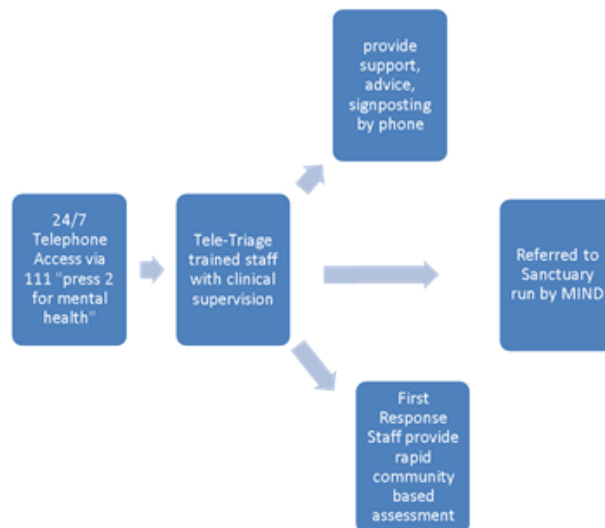 provide
support,
advice,
signposting
by phone
24/7
Telephone
Access via
111 "press 2
for mental
health"
Tele-Triage
trained staff
with clinical
supervision
Referred to
Sanctuary
run by MIND
First
Response
Staff provide
rapid
community
based
assessment